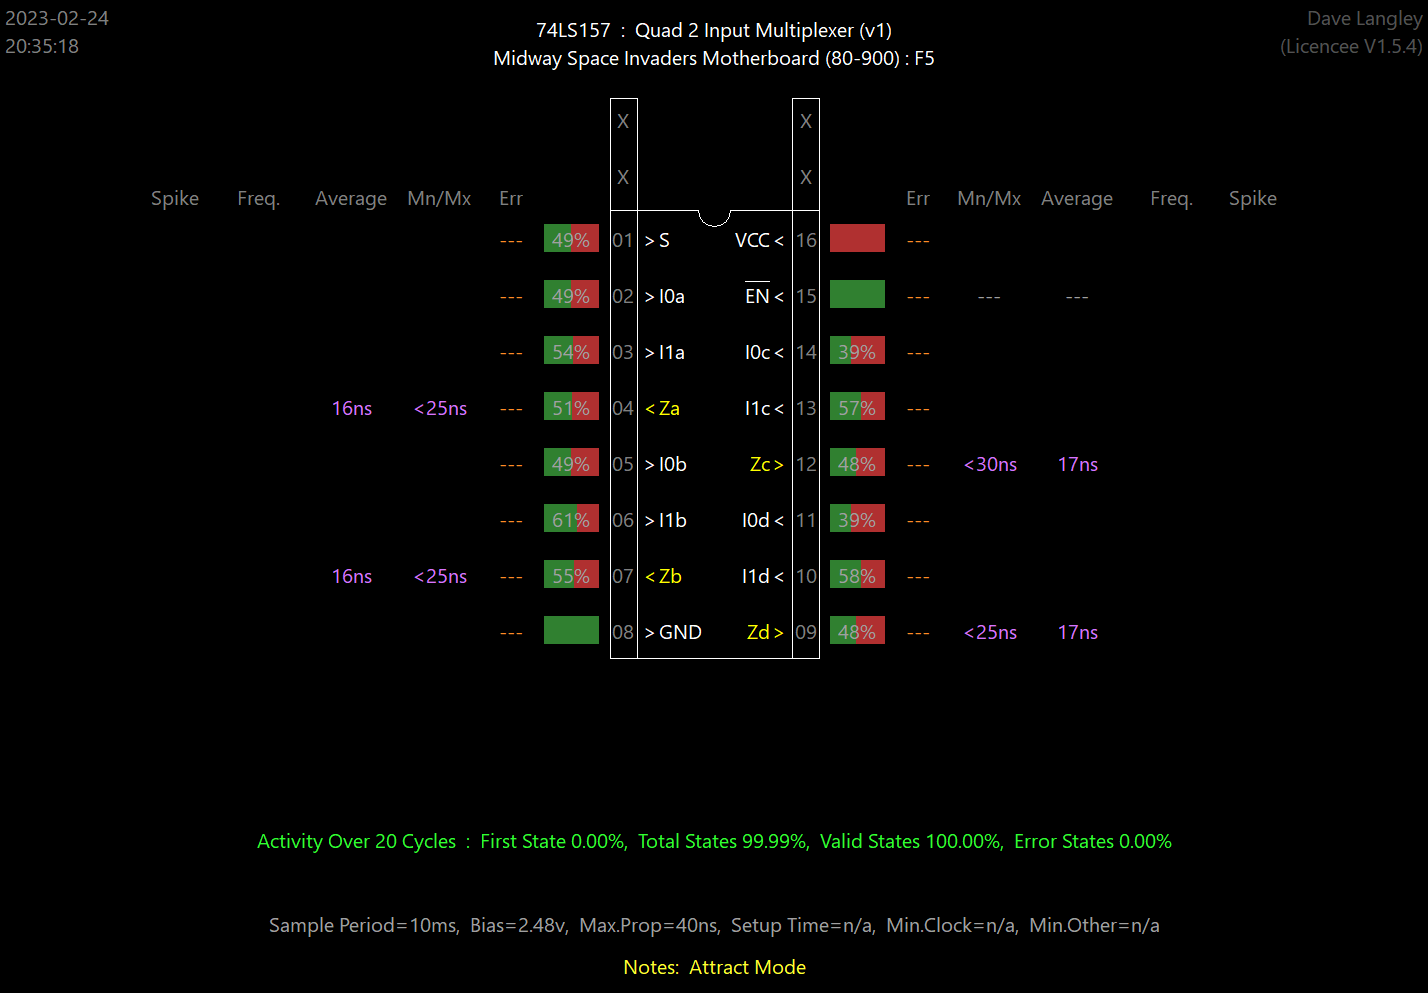 2023-02-24
20:35:18
74LS157 : Quad 2 Input Multiplexer (v1)
Midway Space Invaders Motherboard (80-900) : F5
Dave Langley
(Licencee V1.5.4)
X X
X X
Spike Freq. Average Mn/Mx Err Err Mn/Mx Average Freq. Spike
--- 49% 01 >S VCC< 16 ---
--- 49% 02 >I0a EN< 15 --- --- ---
--- 54% 03 >I1a I0c< 14 39% ---
16ns <25ns --- 51% 04 <Za I1c< 13 57% ---
--- 49% 05 >I0b Zc> 12 48% --- <30ns 17ns
--- 61% 06 >I1b I0d< 11 39% ---
16ns <25ns --- 55% 07 <Zb I1d< 10 58% ---
--- 08 >GND Zd> 09 48% --- <25ns 17ns
Activity Over 20 Cycles : First State 0.00%, Total States 99.99%, Valid States 100.00%, Error States 0.00%
Sample Period=10ms, Bias=2.48v, Max.Prop=40ns, Setup Time=n/a, Min.Clock=n/a, Min.Other=n/a
Notes: Attract Mode